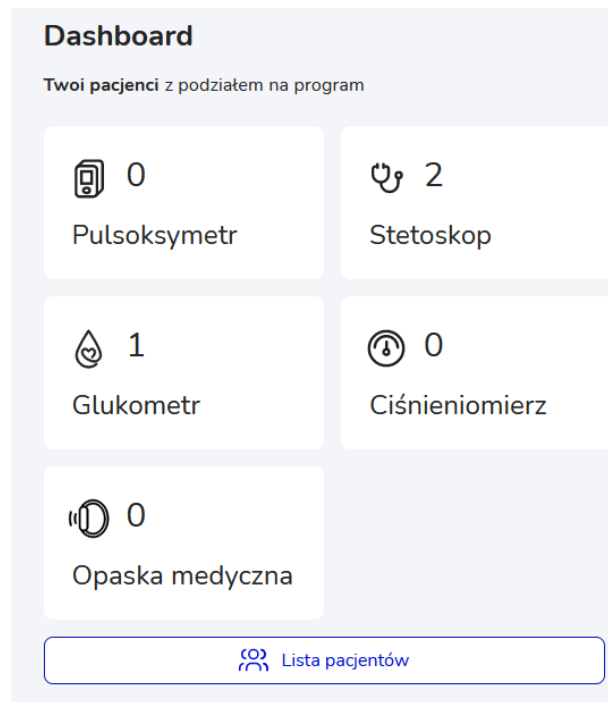 Dashboard
Twoi pacjenci z podziałem na program
0
Pulsoksymetr
2
Stetoskop
1
Glukometr
0
Ciśnieniomierz
0
Opaska medyczna
Lista pacjentów